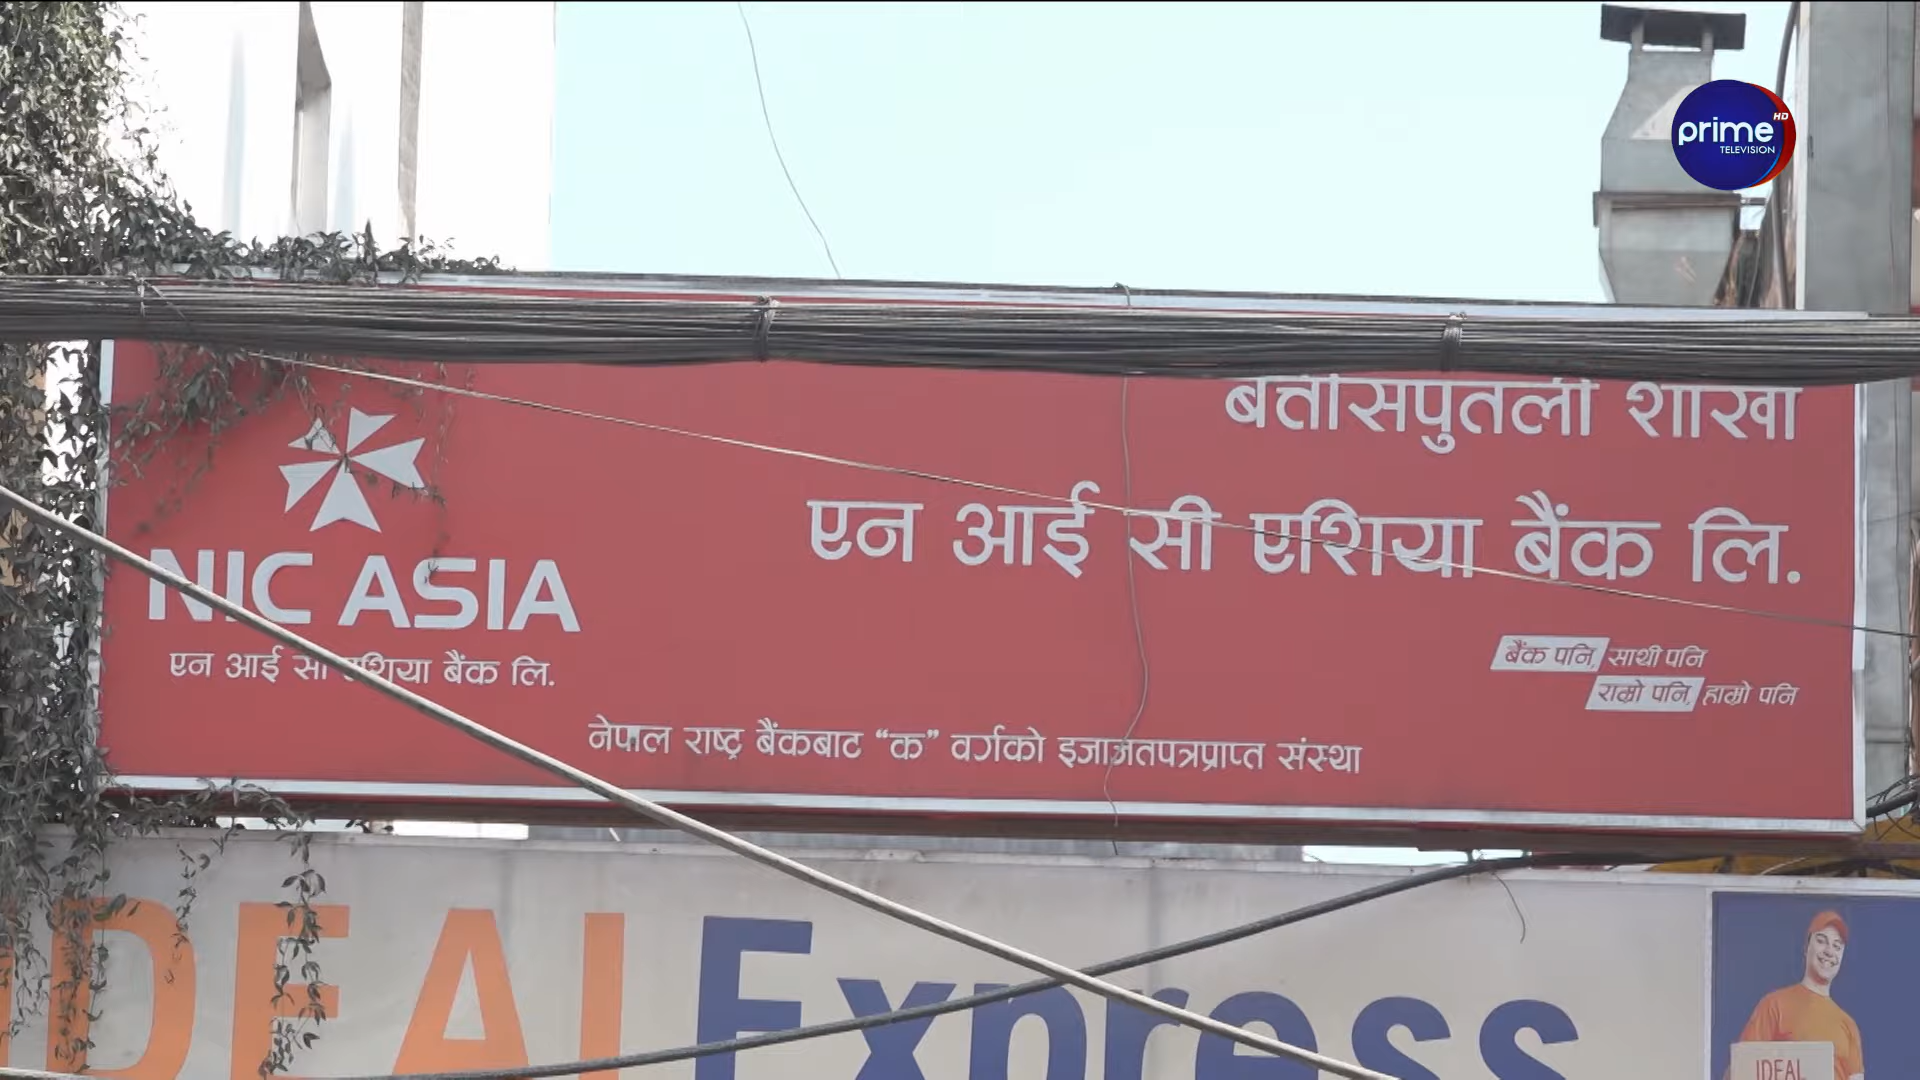 prime HD
TELEVISION
बत्तीसपुतली शाखा
एन आई सी एशिया बैंक लि.
NIC ASIA
एन आई सी एशिया बैंक लि.
बैंक पनि, साथी पनि
राम्रो पनि, हाम्रो पनि
नेपाल राष्ट्र बैंकबाट “क” वर्गको इजाजतपत्रप्राप्त संस्था
IDEAL Express
IDEAL